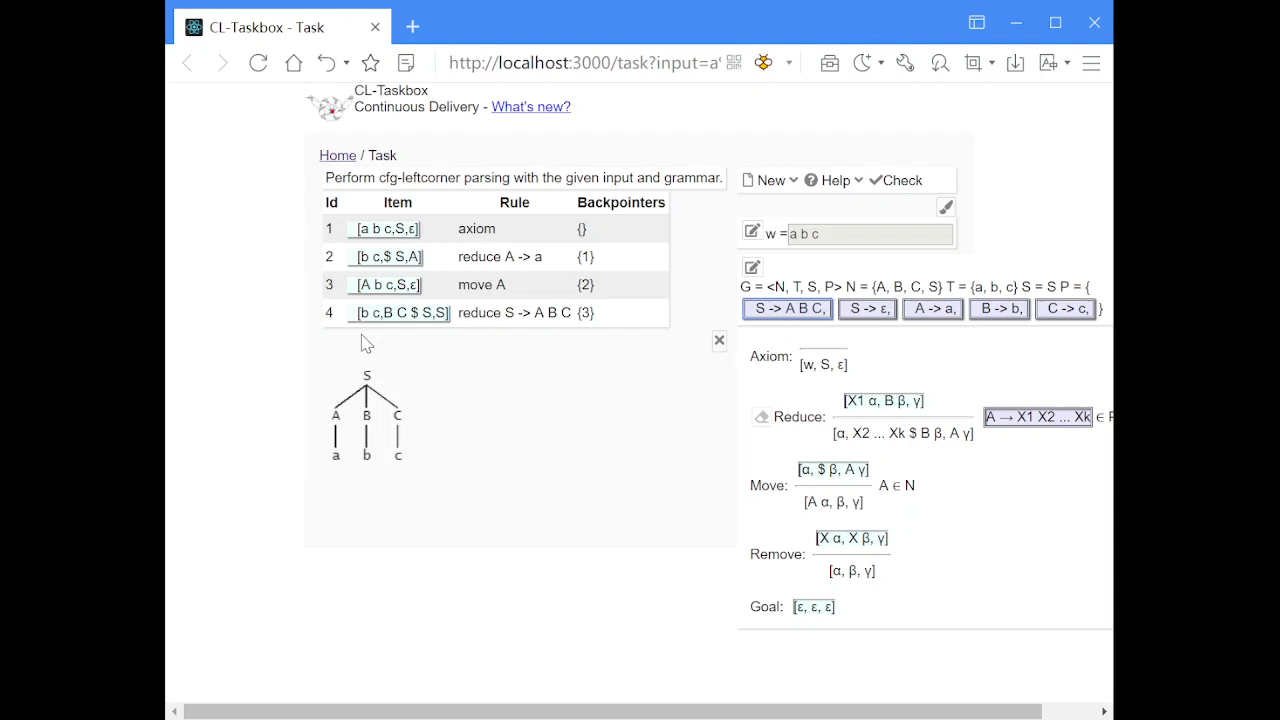 CL-Taskbox - Task
http://localhost:3000/task?input=a
CL-Taskbox
Continuous Delivery - What's new?
Home / Task
Perform cfg-leftcorner parsing with the given input and grammar.
Id Item Rule Backpointers
1 [a b c,S,ε] axiom {}
2 [b c,$ S,A] reduce A -> a {1}
3 [A b c,S,ε] move A {2}
4 [b c,B C $ S,S] reduce S -> A B C {3}
S
A B C
a b c
New Help Check
w = a b c
G = <N, T, S, P> N = {A, B, C, S} T = {a, b, c} S = S P = {
S -> A B C, S -> ε, A -> a, B -> b, C -> c, }
Axiom: [w, S, ε]
[X1 α, B β, γ]
Reduce: A → X1 X2 ... Xk ∈
[α, X2 ... Xk $ B β, A γ]
[α, $ β, A γ]
Move: A ∈ N
[A α, β, γ]
[X α, X β, γ]
Remove:
[α, β, γ]
Goal: [ε, ε, ε]